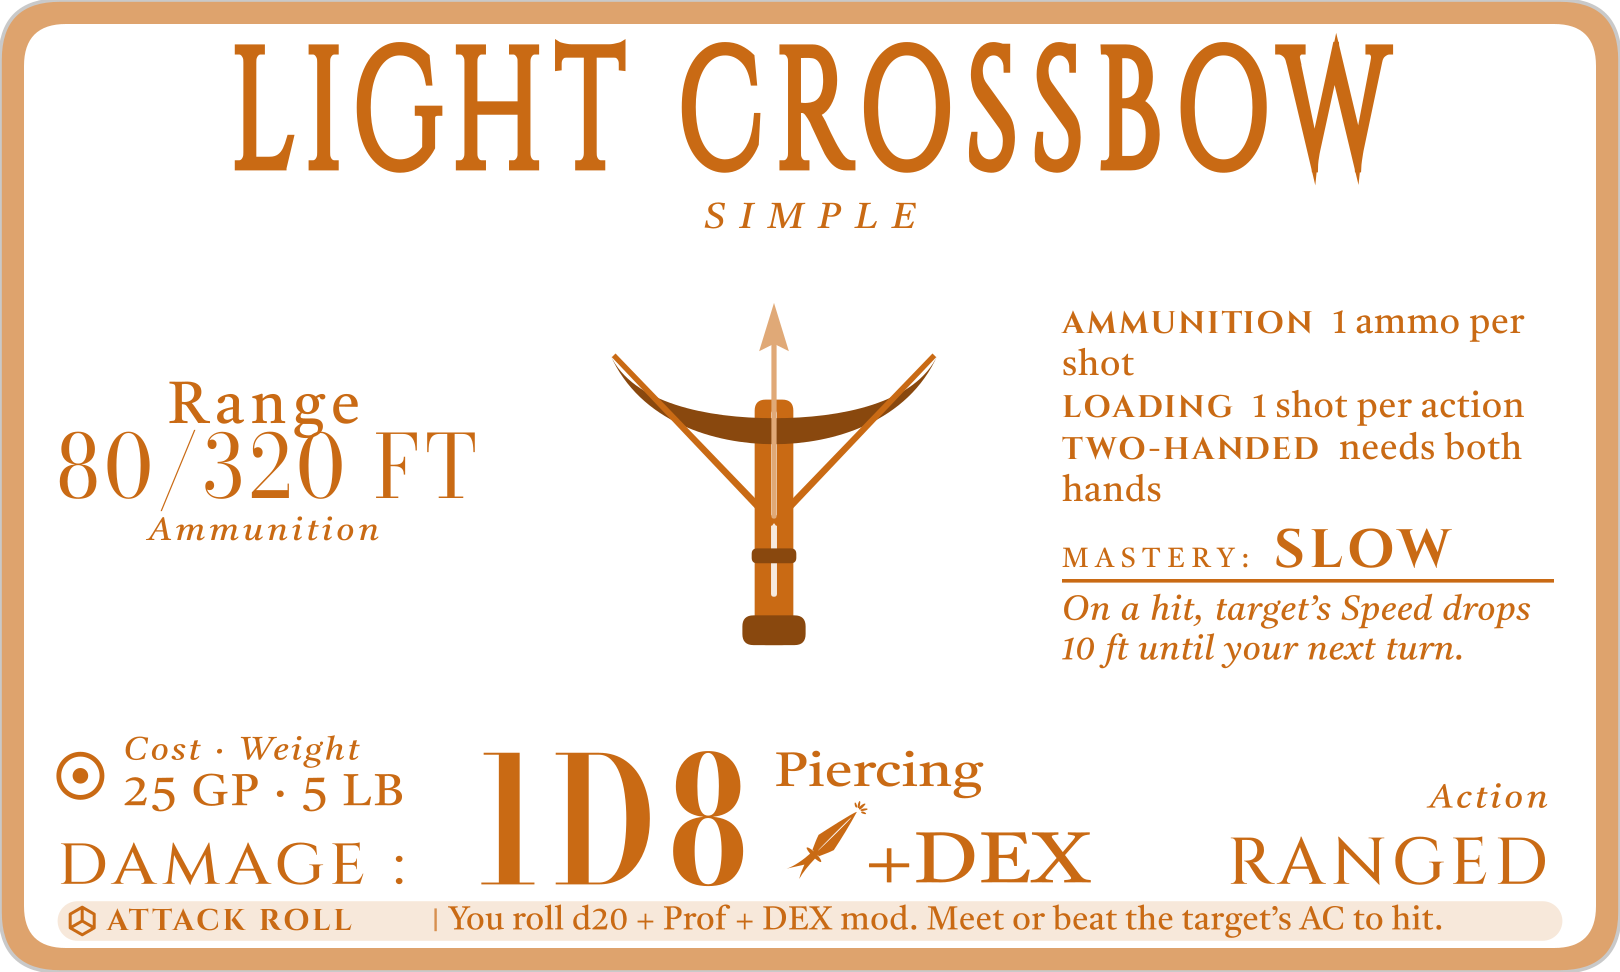 LIGHT CROSSBOW
SIMPLE
Range
80/320 FT
Ammunition
AMMUNITION 1 ammo per
shot
LOADING 1 shot per action
TWO-HANDED needs both
hands
MASTERY: SLOW
On a hit, target’s Speed drops
10 ft until your next turn.
Cost · Weight
25 GP · 5 LB
DAMAGE :
1D8
Piercing
+DEX
Action
RANGED
ATTACK ROLL | You roll d20 + Prof + DEX mod. Meet or beat the target’s AC to hit.